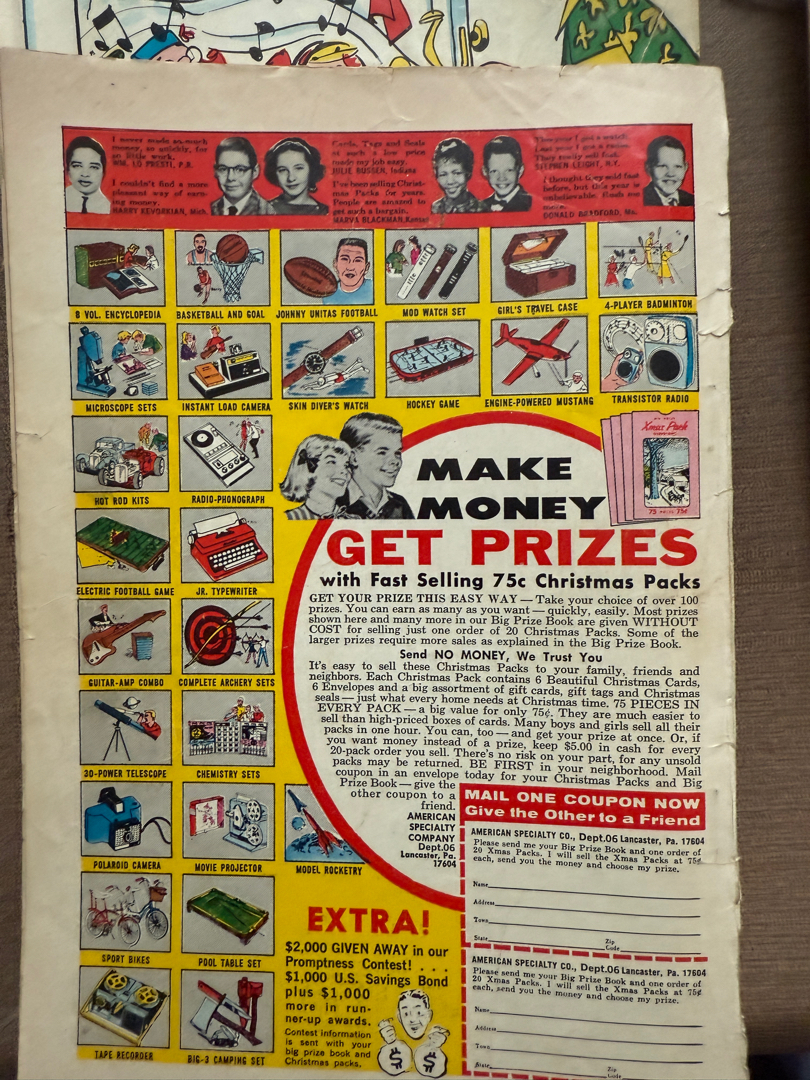 I never made so much
money, so quickly, for
so little work.
WM. LO PRESTI, P.R.
I couldn't find a more
pleasant way of earn-
ing money.
HARRY KEVORKIAN, Mich.
Cards, Tags and Seals
at such a low price
made my job easy.
JULIE BUSSEN, Indiana
I've been selling Christ-
mas Packs for years.
People are amazed to
get such a bargain.
MARVA BLACKMAN, Kansas
Last year I got a radio.
They really sell fast.
STEPHEN LEIGHT, N.Y.
I thought they sold fast
before, but this year is
unbelievable. Rush me
more.
DONALD BRADFORD, Me.
8 VOL. ENCYCLOPEDIA
BASKETBALL AND GOAL
JOHNNY UNITAS FOOTBALL
MOD WATCH SET
GIRL'S TRAVEL CASE
4-PLAYER BADMINTON
MICROSCOPE SETS
INSTANT LOAD CAMERA
SKIN DIVER'S WATCH
HOCKEY GAME
ENGINE-POWERED MUSTANG
TRANSISTOR RADIO
HOT ROD KITS
RADIO-PHONOGRAPH
ELECTRIC FOOTBALL GAME
JR. TYPEWRITER
GUITAR-AMP COMBO
COMPLETE ARCHERY SETS
30-POWER TELESCOPE
CHEMISTRY SETS
POLAROID CAMERA
MOVIE PROJECTOR
MODEL ROCKETRY
SPORT BIKES
POOL TABLE SET
TAPE RECORDER
BIG-3 CAMPING SET
Xmas Pack
75 75¢
MAKE
MONEY
GET PRIZES
with Fast Selling 75c Christmas Packs
GET YOUR PRIZE THIS EASY WAY — Take your choice of over 100
prizes. You can earn as many as you want — quickly, easily. Most prizes
shown here and many more in our Big Prize Book are given WITHOUT
COST for selling just one order of 20 Christmas Packs. Some of the
larger prizes require more sales as explained in the Big Prize Book.
Send NO MONEY, We Trust You
It's easy to sell these Christmas Packs to your family, friends and
neighbors. Each Christmas Pack contains 6 Beautiful Christmas Cards,
6 Envelopes and a big assortment of gift cards, gift tags and Christmas
seals — just what every home needs at Christmas time. 75 PIECES IN
EVERY PACK — a big value for only 75¢. They are much easier to
sell than high-priced boxes of cards. Many boys and girls sell all their
packs in one hour. You can, too — and get your prize at once. Or, if
you want money instead of a prize, keep $5.00 in cash for every
20-pack order you sell. There's no risk on your part, for any unsold
packs may be returned. BE FIRST in your neighborhood. Mail
coupon in an envelope today for your Christmas Packs and Big
Prize Book — give the
other coupon to a
friend.
AMERICAN
SPECIALTY
COMPANY
Dept.06
Lancaster, Pa.
17604
MAIL ONE COUPON NOW
Give the Other to a Friend
AMERICAN SPECIALTY CO., Dept.06 Lancaster, Pa. 17604
Please send me your Big Prize Book and one order of
20 Xmas Packs. I will sell the Xmas Packs at 75¢
each, send you the money and choose my prize.
Name
Address
Town
State Zip Code
AMERICAN SPECIALTY CO., Dept.06 Lancaster, Pa. 17604
Please send me your Big Prize Book and one order of
20 Xmas Packs. I will sell the Xmas Packs at 75¢
each, send you the money and choose my prize.
Name
Address
Town
State Zip Code
EXTRA!
$2,000 GIVEN AWAY in our
Promptness Contest! . . .
$1,000 U.S. Savings Bond
plus $1,000
more in run-
ner-up awards.
Contest information
is sent with your
big prize book and
Christmas packs.
$ $